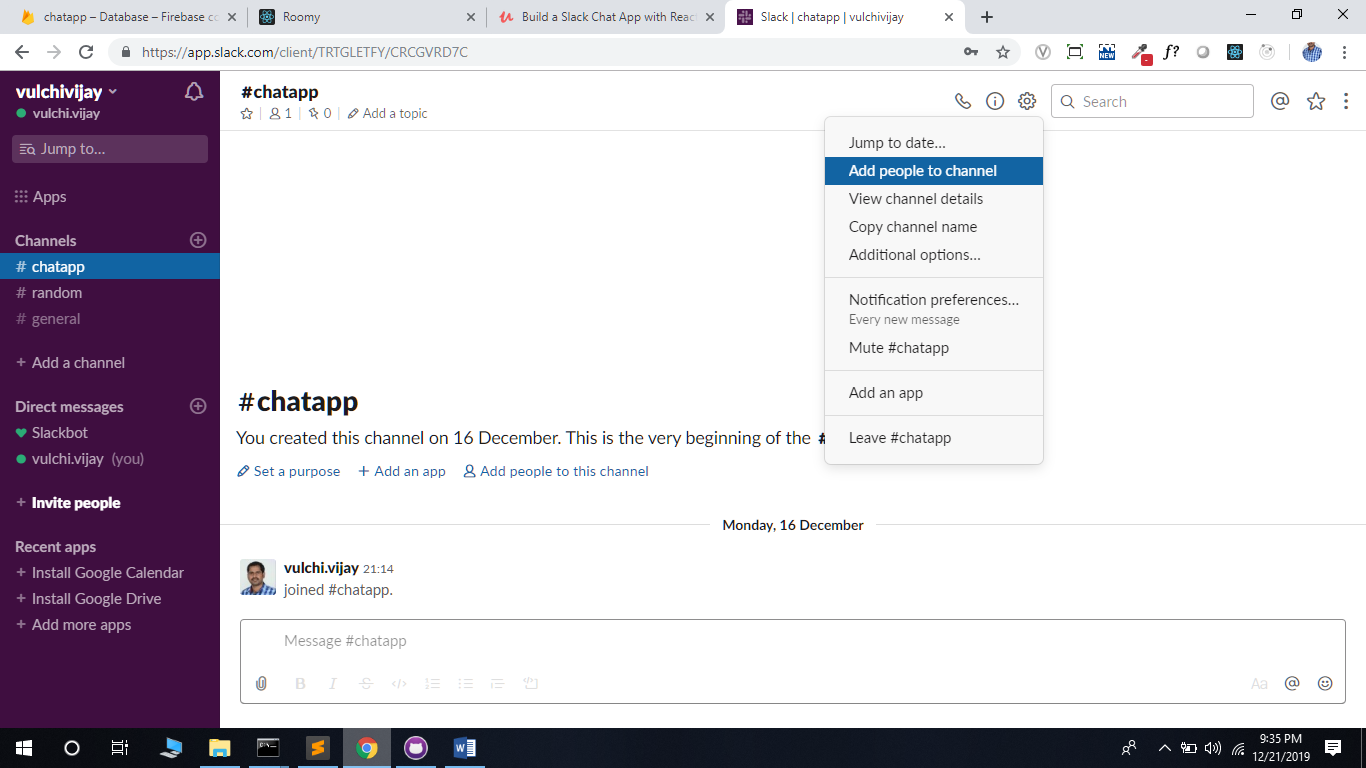 chatapp – Database – Firebase co
Roomy
Build a Slack Chat App with Reac
Slack | chatapp | vulchivijay
https://app.slack.com/client/TRTGLETFY/CRCGVRD7C
NEW
f?
vulchivijay
vulchi.vijay
Jump to...
Apps
Channels
# chatapp
# random
# general
+ Add a channel
Direct messages
Slackbot
vulchi.vijay (you)
+ Invite people
Recent apps
+ Install Google Calendar
+ Install Google Drive
+ Add more apps
#chatapp
1
0
Add a topic
Search
Jump to date...
Add people to channel
View channel details
Copy channel name
Additional options...
Notification preferences...
Every new message
Mute #chatapp
Add an app
Leave #chatapp
#chatapp
You created this channel on 16 December. This is the very beginning of the #
Set a purpose
+ Add an app
Add people to this channel
Monday, 16 December
vulchi.vijay 21:14
joined #chatapp.
Message #chatapp
B I S </>
Aa @
9:35 PM
12/21/2019